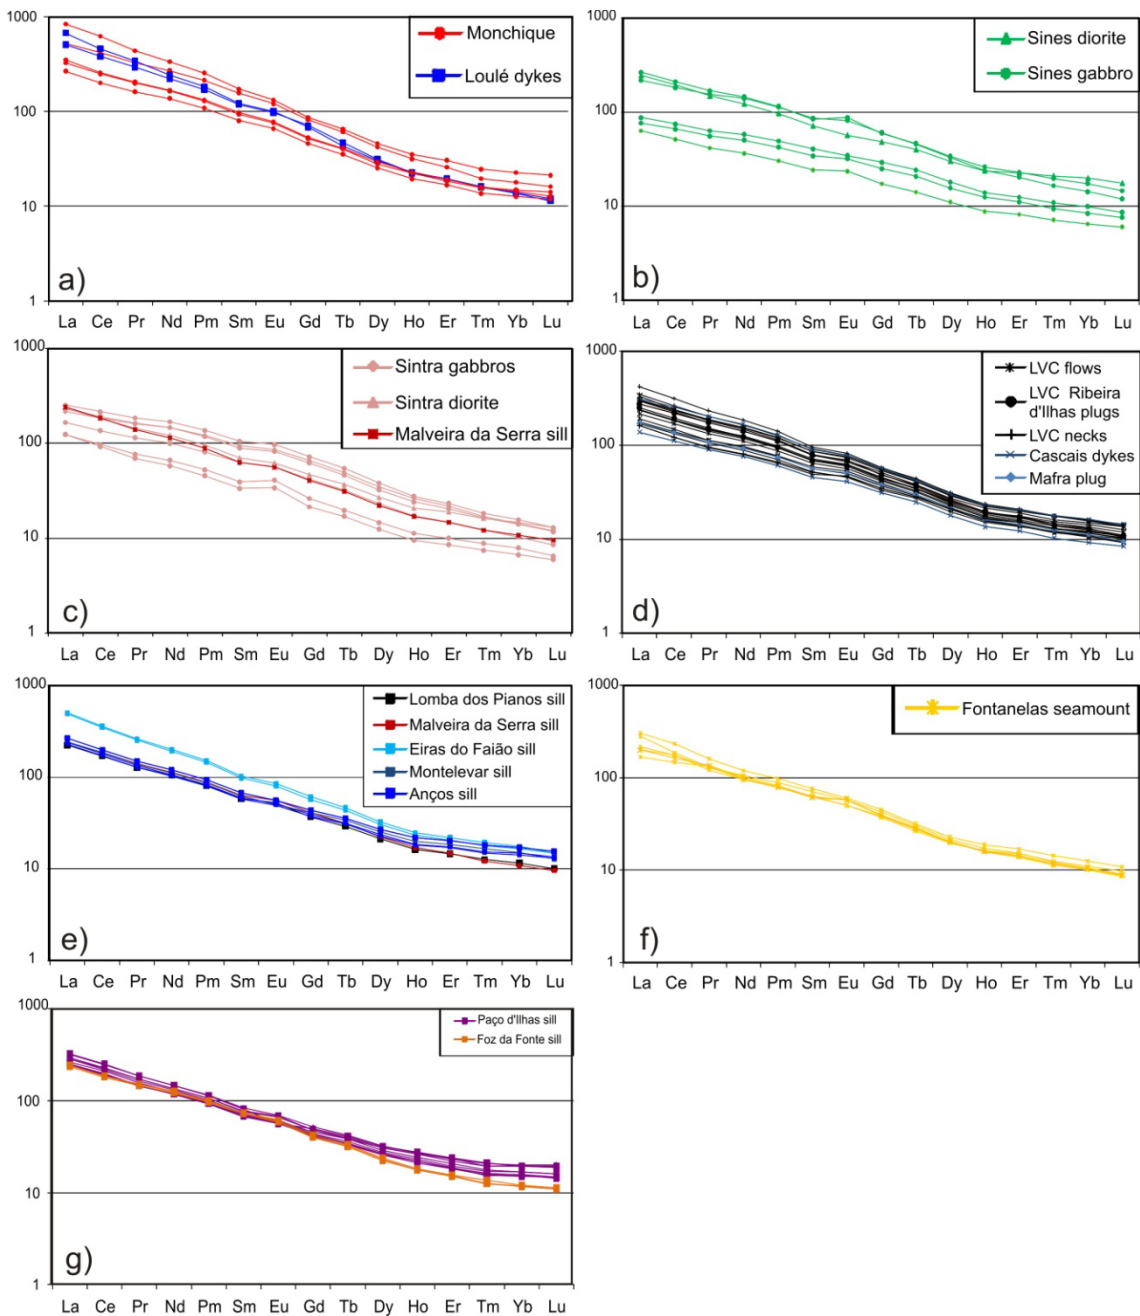 1000
100
10
1
Monchique
Loulé dykes
a)
La Ce Pr Nd Pm Sm Eu Gd Tb Dy Ho Er Tm Yb Lu
1000
100
10
1
Sines diorite
Sines gabbro
b)
La Ce Pr Nd Pm Sm Eu Gd Tb Dy Ho Er Tm Yb Lu
1000
100
10
1
Sintra gabbros
Sintra diorite
Malveira da Serra sill
c)
La Ce Pr Nd Pm Sm Eu Gd Tb Dy Ho Er Tm Yb Lu
1000
100
10
1
LVC flows
LVC Ribeira
d'Ilhas plugs
LVC necks
Cascais dykes
Mafra plug
d)
La Ce Pr Nd Pm Sm Eu Gd Tb Dy Ho Er Tm Yb Lu
1000
100
10
1
Lomba dos Pianos sill
Malveira da Serra sill
Eiras do Faião sill
Montelevar sill
Anços sill
e)
La Ce Pr Nd Pm Sm Eu Gd Tb Dy Ho Er Tm Yb Lu
1000
100
10
1
Fontanelas seamount
f)
La Ce Pr Nd Pm Sm Eu Gd Tb Dy Ho Er Tm Yb Lu
1000
100
10
1
Paço d'Ilhas sill
Foz da Fonte sill
g)
La Ce Pr Nd Pm Sm Eu Gd Tb Dy Ho Er Tm Yb Lu